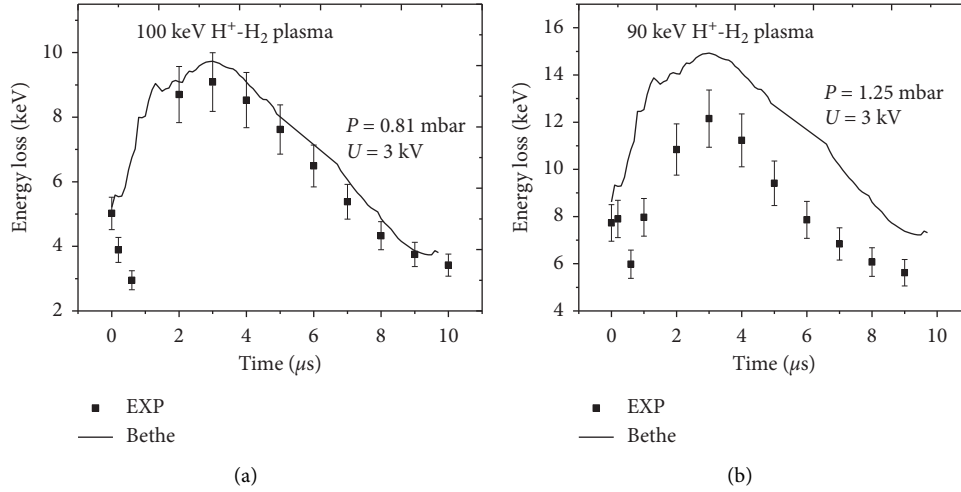 100 keV H⁺-H₂ plasma
P = 0.81 mbar
U = 3 kV
Energy loss (keV)
10
8
6
4
2
0 2 4 6 8 10
Time (μs)
EXP
Bethe
(a)
90 keV H⁺-H₂ plasma
P = 1.25 mbar
U = 3 kV
Energy loss (keV)
16
14
12
10
8
6
4
0 2 4 6 8 10
Time (μs)
EXP
Bethe
(b)